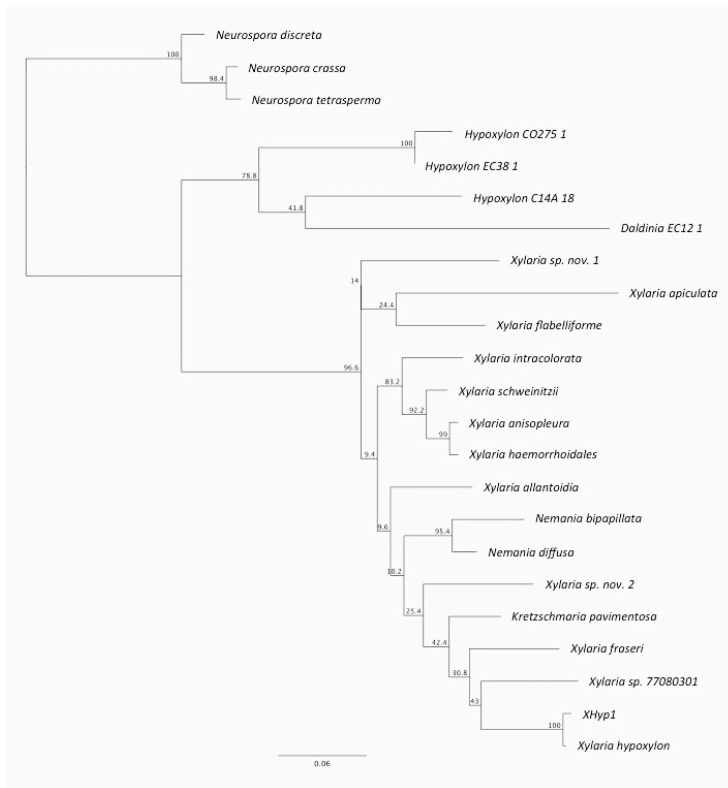 Neurospora discreta
100
Neurospora crassa
98.4
Neurospora tetrasperma
Hypoxylon CO275 1
100
Hypoxylon EC38 1
78.8
Hypoxylon C14A 18
41.8
Daldinia EC12 1
Xylaria sp. nov. 1
14
Xylaria apiculata
24.4
Xylaria flabelliforme
Xylaria intracolorata
96.6
83.2
Xylaria schweinitzii
92.2
Xylaria anisopleura
99
Xylaria haemorrhoidales
9.4
Xylaria allantoidia
Nemania bipapillata
9.6
95.4
Nemania diffusa
10.2
Xylaria sp. nov. 2
25.4
Kretzschmaria pavimentosa
42.4
Xylaria fraseri
30.8
Xylaria sp. 77080301
43
XHyp1
100
Xylaria hypoxylon
0.06